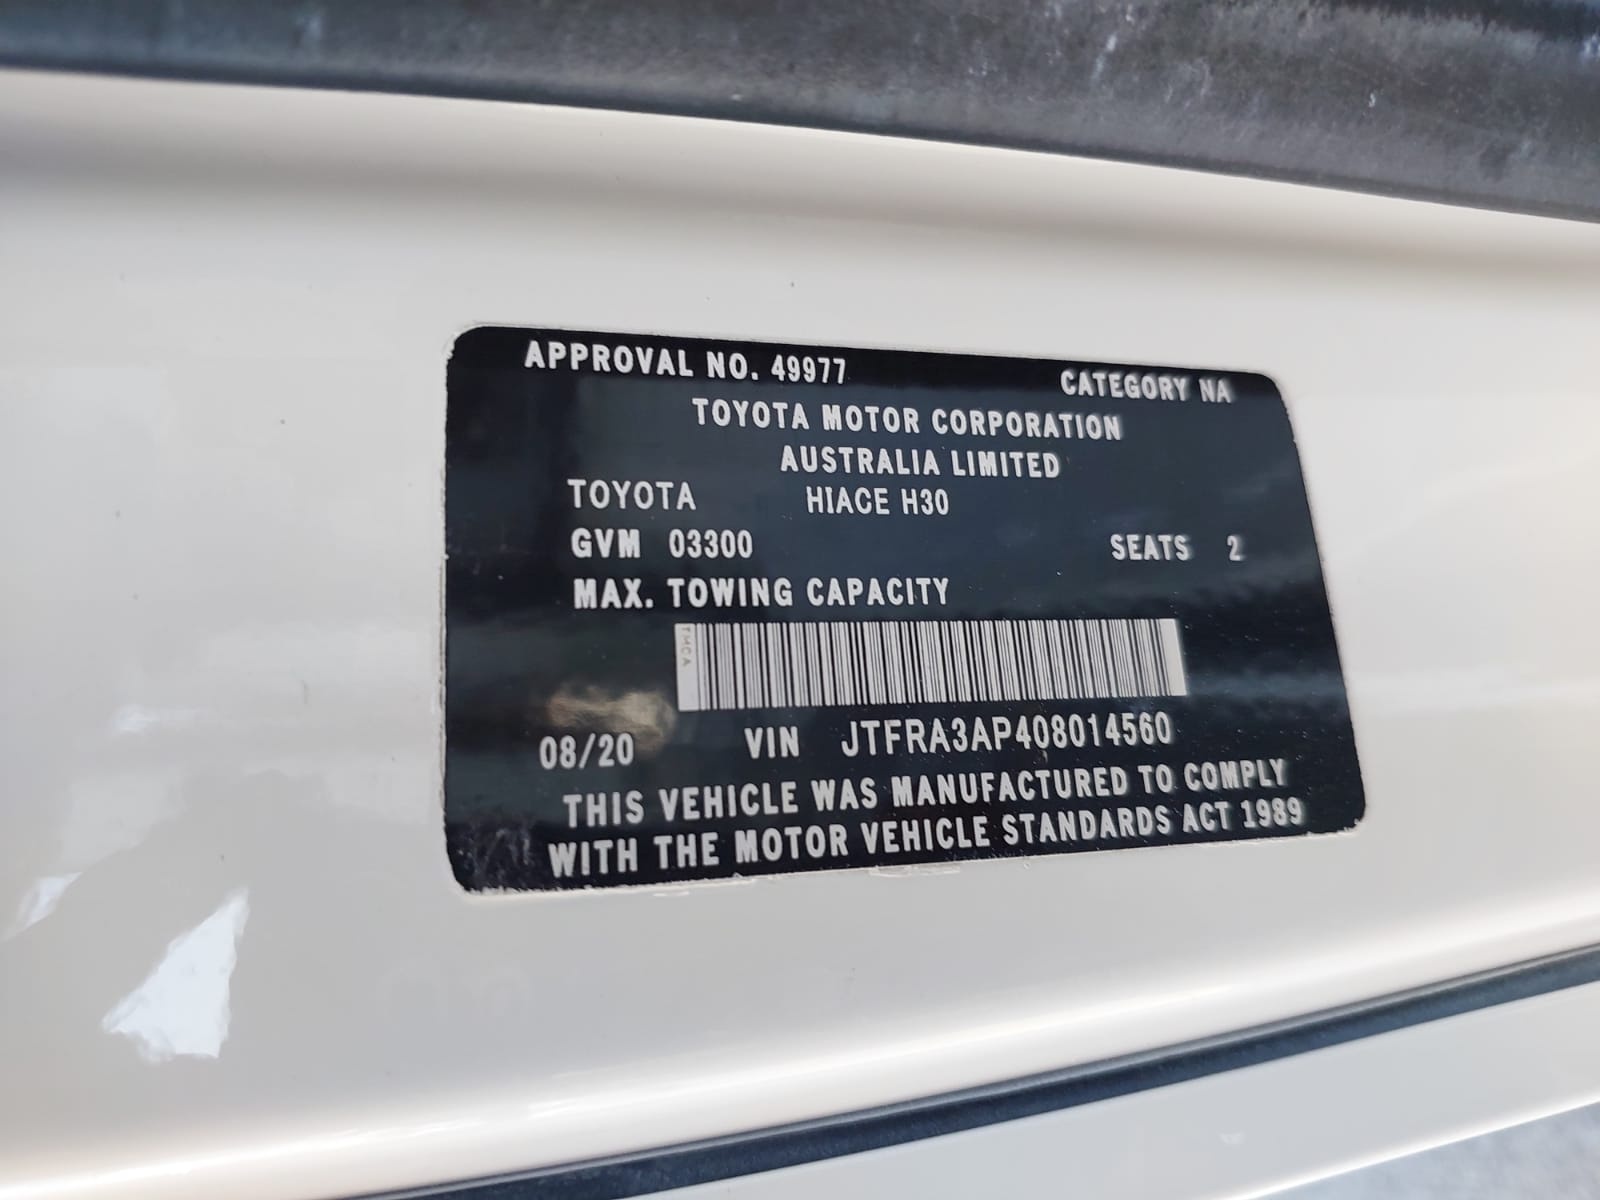 APPROVAL NO. 49977 CATEGORY NA
TOYOTA MOTOR CORPORATION
AUSTRALIA LIMITED
TOYOTA HIACE H30
GVM 03300 SEATS 2
MAX. TOWING CAPACITY
TMCA
08/20 VIN JTFRA3AP408014560
THIS VEHICLE WAS MANUFACTURED TO COMPLY
WITH THE MOTOR VEHICLE STANDARDS ACT 1989